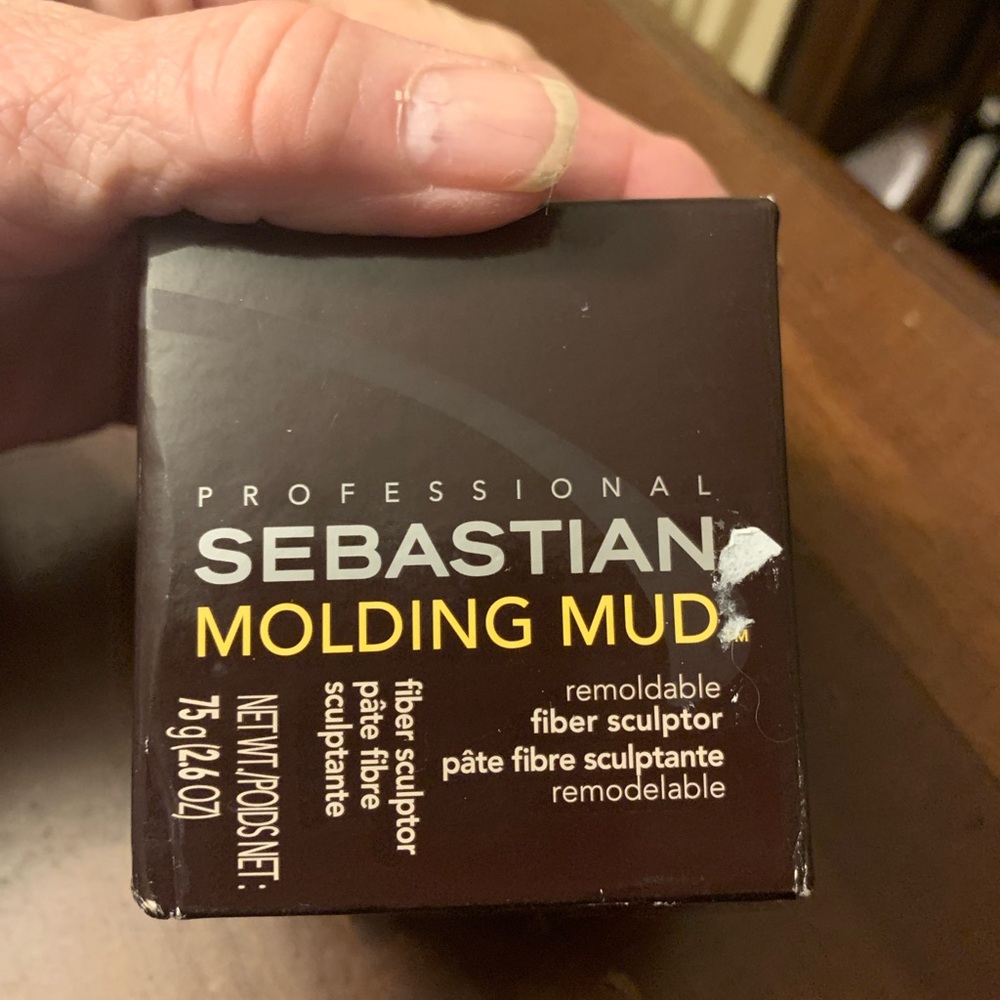 PROFESSIONAL
SEBASTIAN
MOLDING MUD™
remoldable
fiber sculptor
pâte fibre sculptante
remodelable
fiber sculptor
pâte fibre
sculptante
NET WT./POIDS NET:
75 g (2.6 OZ)